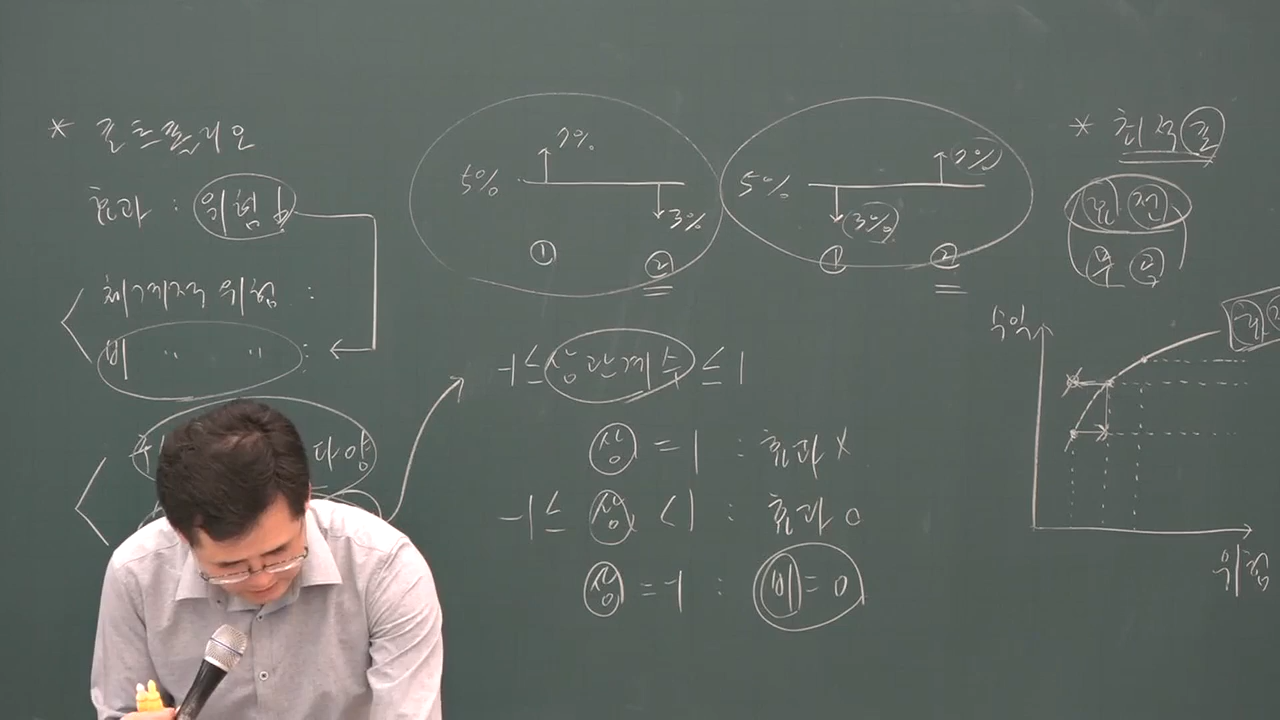 * 포트폴리오
효과 : 위험↓
체계적 위험 :
비 〃 〃 :
다양
5% 7% 3%
① ②
5% 3% 7%
① ②
-1≤ 상관계수 ≤1
상 = 1 : 효과 X
-1≤ 상 <1 : 효과 O
상 = -1 : 비 = 0
* 최적 포
수익
위험